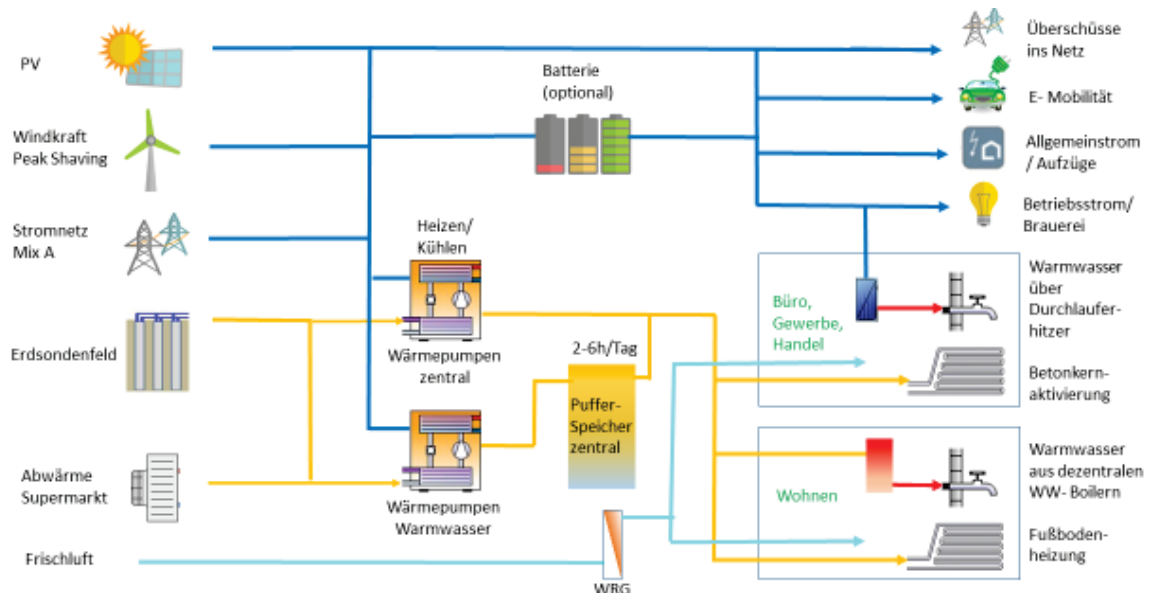 PV
Windkraft
Peak Shaving
Stromnetz
Mix A
Erdsondenfeld
Abwärme
Supermarkt
Frischluft
Batterie
(optional)
Heizen/
Kühlen
Wärmepumpen
zentral
2-6h/Tag
Puffer-
Speicher
zentral
Wärmepumpen
Warmwasser
WRG
Überschüsse
ins Netz
E- Mobilität
Allgemeinstrom
/ Aufzüge
Betriebsstrom/
Brauerei
Büro,
Gewerbe,
Handel
Warmwasser
über
Durchlauferh-
hitzer
Betonkern-
aktivierung
Wohnen
Warmwasser
aus dezentralen
WW- Boilern
Fußboden-
heizung